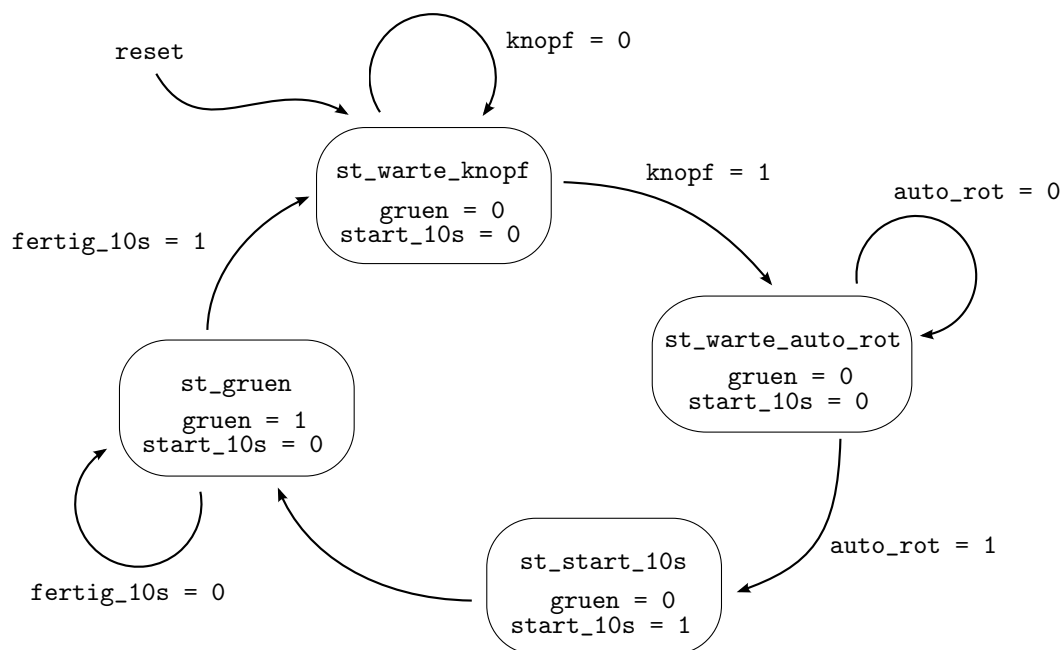 knopf = 0
reset
st_warte_knopf
gruen = 0
start_10s = 0
knopf = 1
auto_rot = 0
fertig_10s = 1
st_warte_auto_rot
gruen = 0
start_10s = 0
st_gruen
gruen = 1
start_10s = 0
auto_rot = 1
st_start_10s
gruen = 0
start_10s = 1
fertig_10s = 0